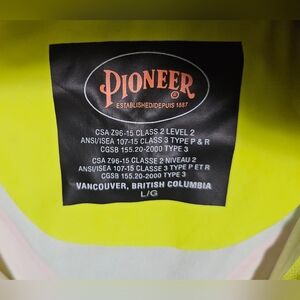 PIONEER
®
ESTABLISHED/DEPUIS 1887
CSA Z96-15 CLASS 2 LEVEL 2
ANSI/ISEA 107-15 CLASS 3 TYPE P & R
CGSB 155.20-2000 TYPE 3
CSA Z96-15 CLASSE 2 NIVEAU 2
ANSI/ISEA 107-15 CLASSE 3 TYPE P ET R
CGSB 155.20-2000 TYPE 3
VANCOUVER, BRITISH COLUMBIA
L/G